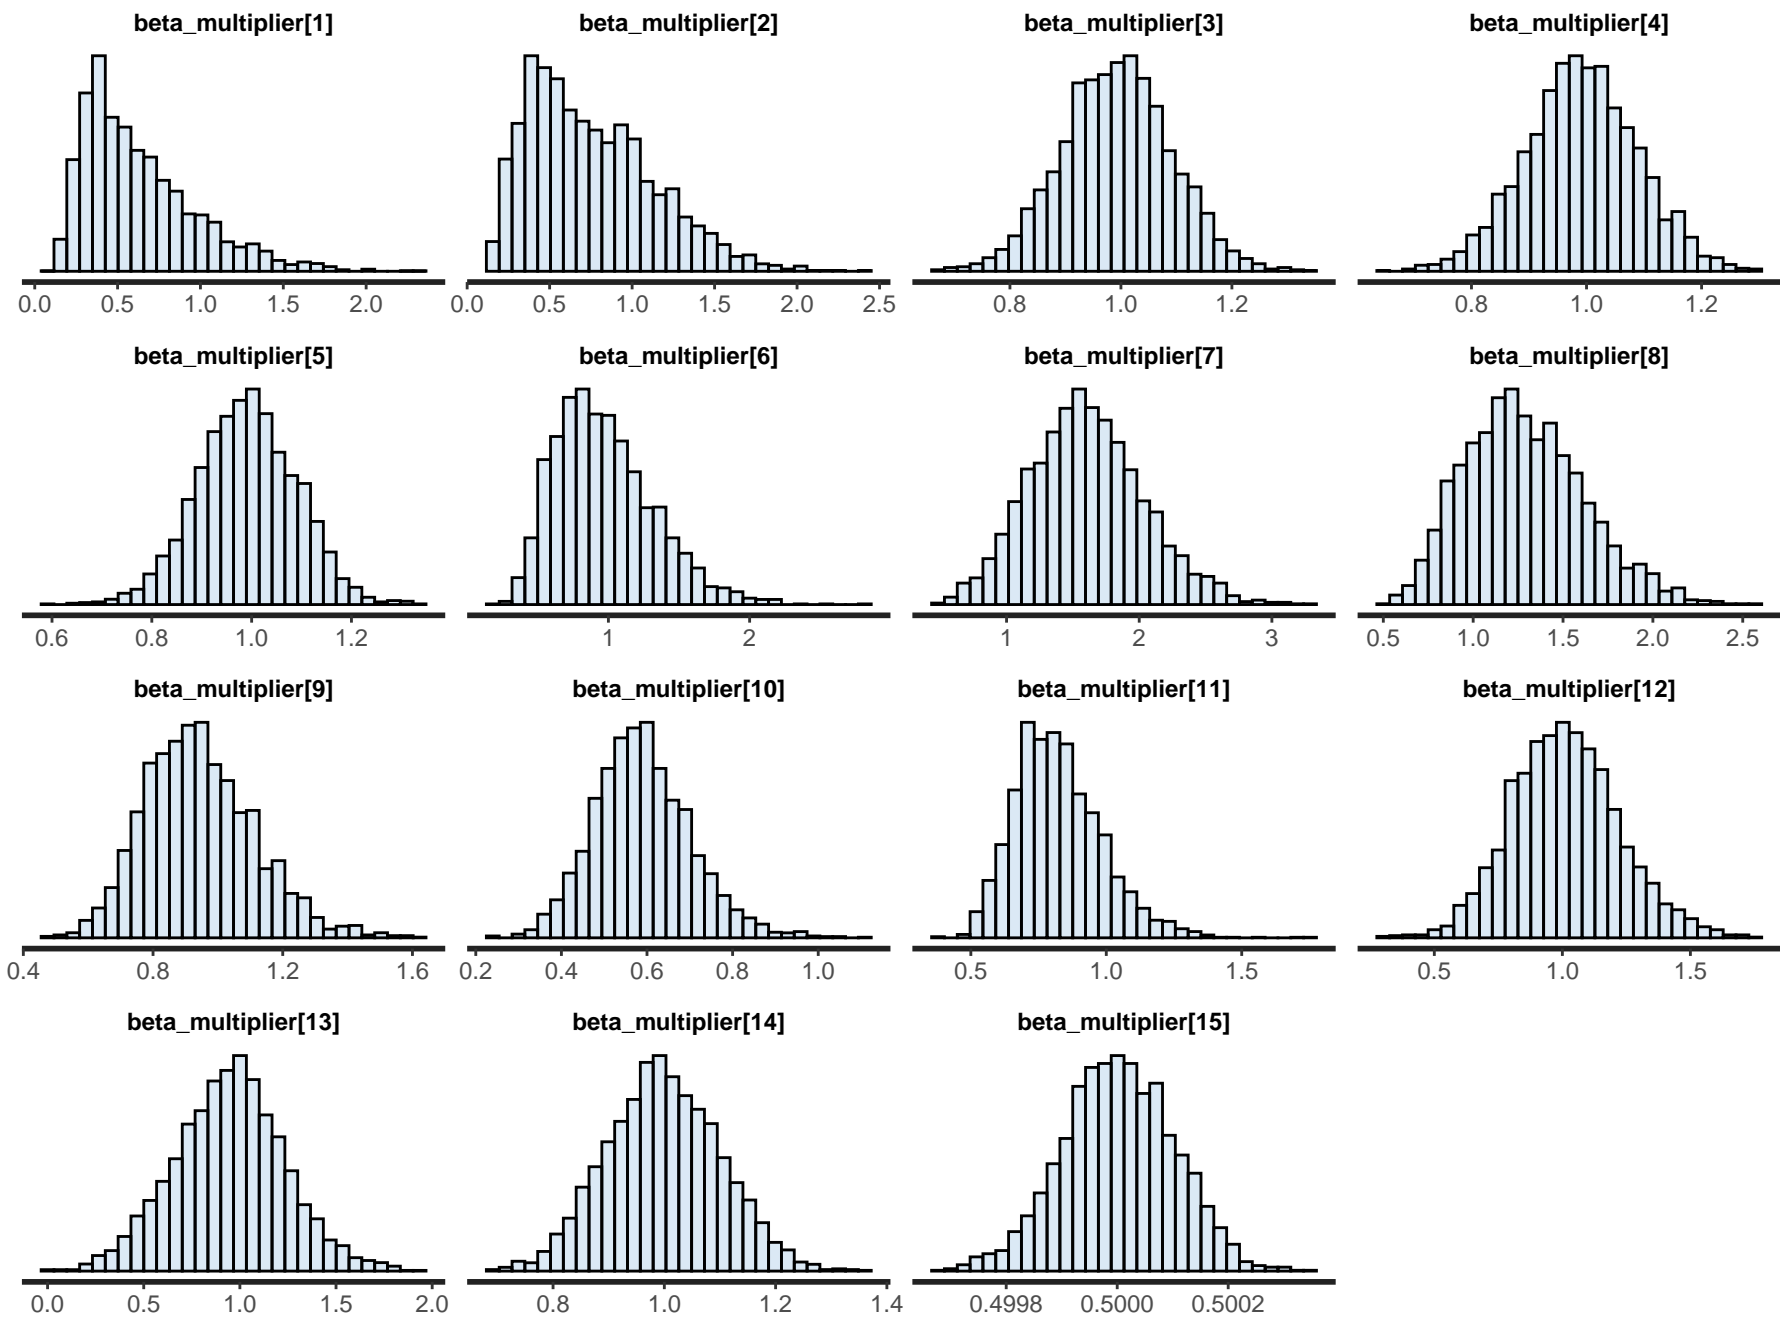 beta_multiplier[1] beta_multiplier[2] beta_multiplier[3] beta_multiplier[4]
0.0 0.5 1.0 1.5 2.0 0.0 0.5 1.0 1.5 2.0 2.5 0.8 1.0 1.2 0.8 1.0 1.2
beta_multiplier[5] beta_multiplier[6] beta_multiplier[7] beta_multiplier[8]
0.6 0.8 1.0 1.2 1 2 1 2 3 0.5 1.0 1.5 2.0 2.5
beta_multiplier[9] beta_multiplier[10] beta_multiplier[11] beta_multiplier[12]
0.4 0.8 1.2 1.6 0.2 0.4 0.6 0.8 1.0 0.5 1.0 1.5 0.5 1.0 1.5
beta_multiplier[13] beta_multiplier[14] beta_multiplier[15]
0.0 0.5 1.0 1.5 2.0 0.8 1.0 1.2 1.4 0.4998 0.5000 0.5002